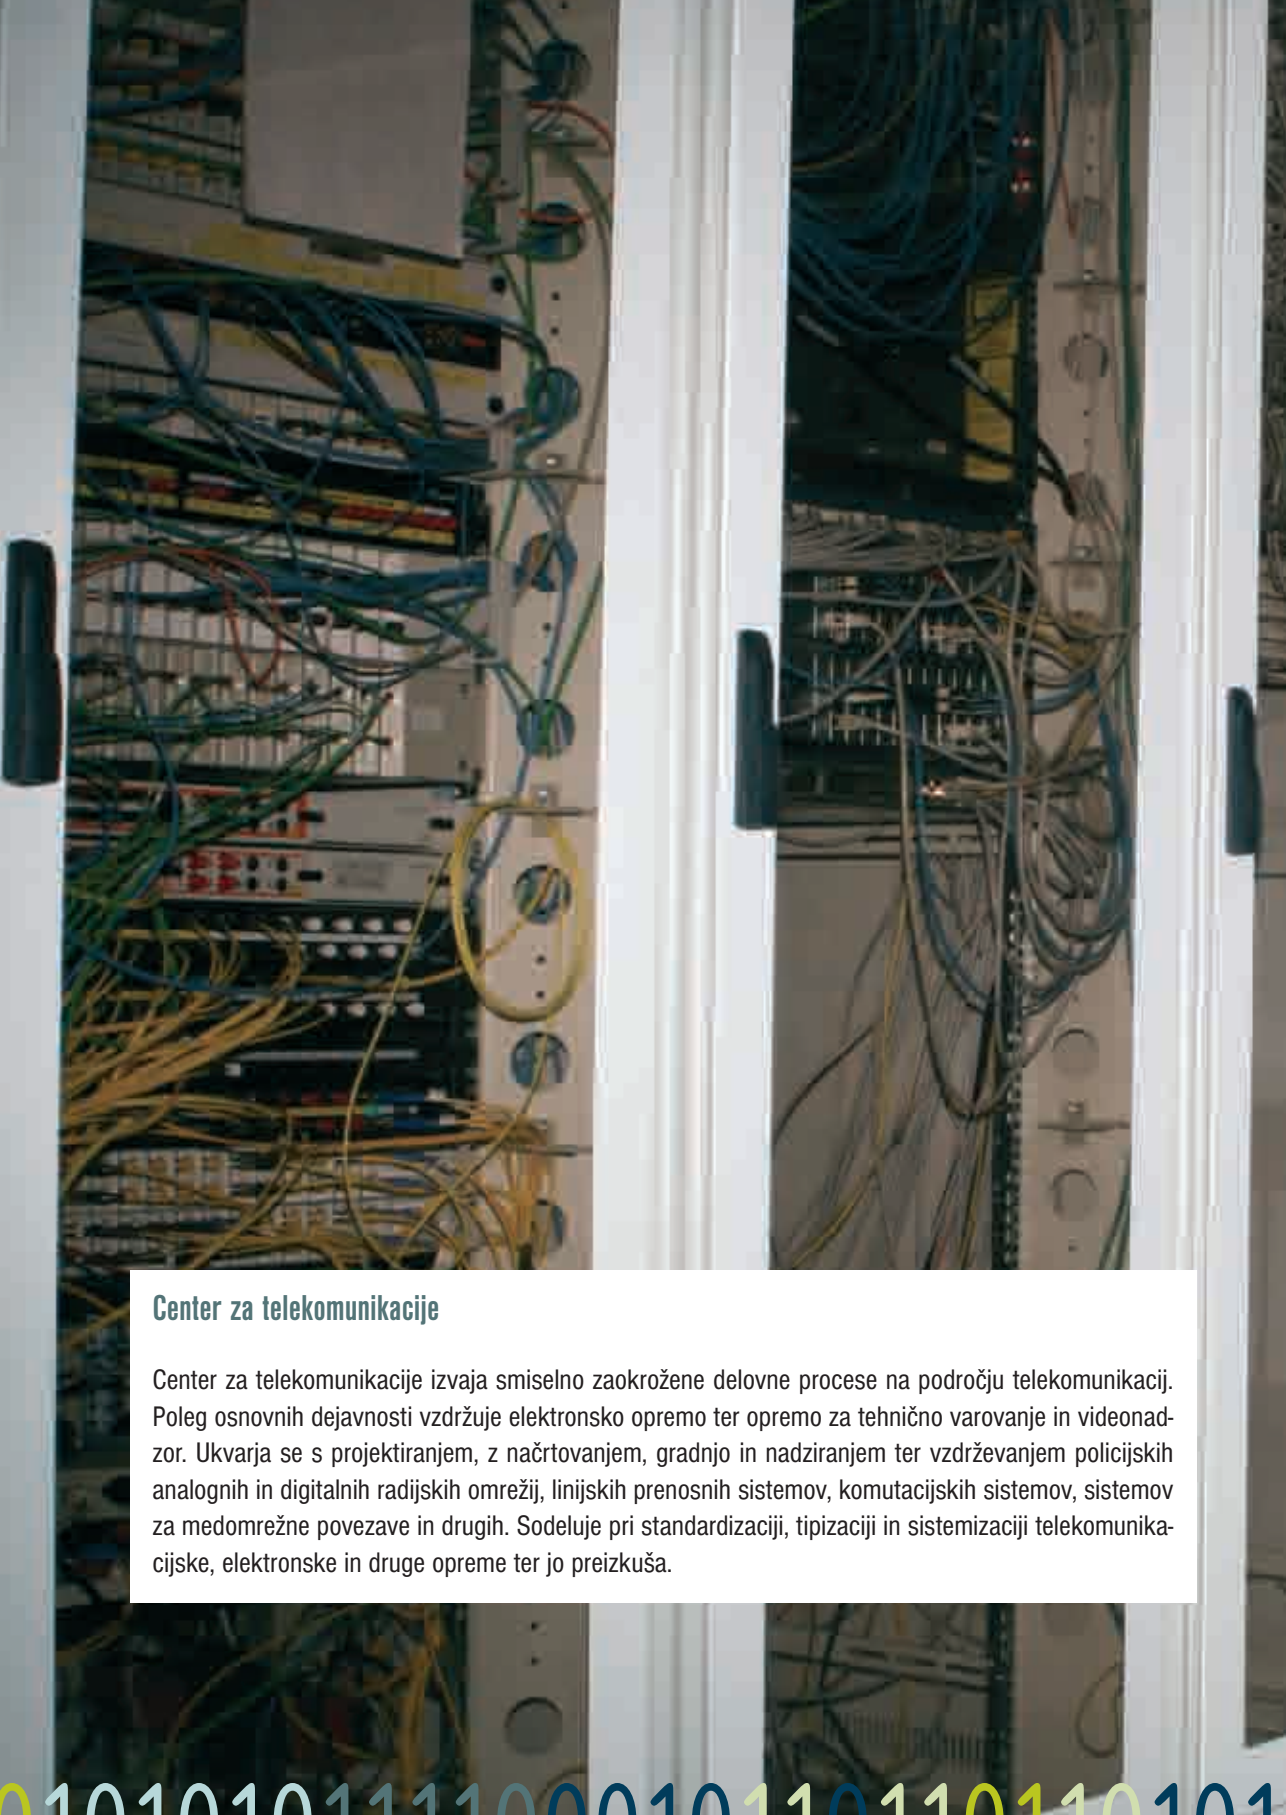 Center za telekomunikacije
Center za telekomunikacije izvaja smiselno zaokrožene delovne procese na področju telekomunikacij.
Poleg osnovnih dejavnosti vzdržuje elektronsko opremo ter opremo za tehnično varovanje in videonad-
zor. Ukvarja se s projektiranjem, z načrtovanjem, gradnjo in nadziranjem ter vzdrževanjem policijskih
analognih in digitalnih radijskih omrežij, linijskih prenosnih sistemov, komutacijskih sistemov, sistemov
za medomrežne povezave in drugih. Sodeluje pri standardizaciji, tipizaciji in sistemizaciji telekomunika-
cijske, elektronske in druge opreme ter jo preizkuša.
010101011111000101101101101 01